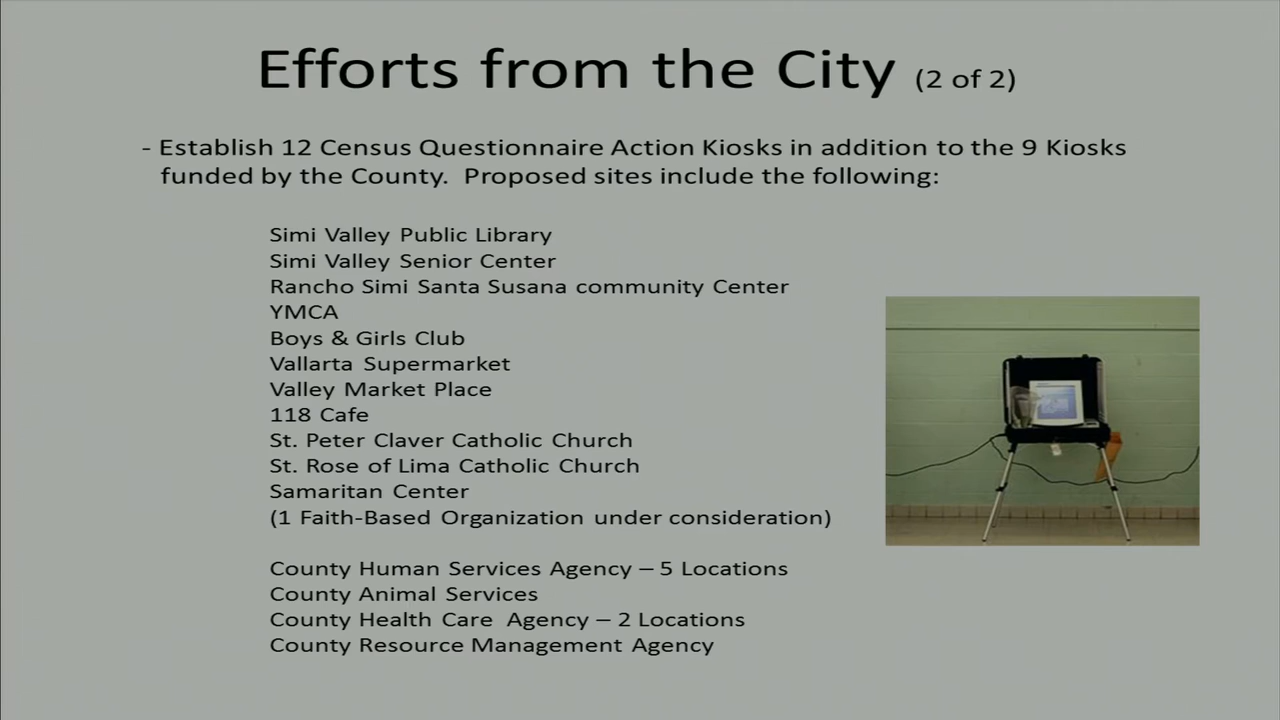 Efforts from the City (2 of 2)
- Establish 12 Census Questionnaire Action Kiosks in addition to the 9 Kiosks
funded by the County. Proposed sites include the following:
Simi Valley Public Library
Simi Valley Senior Center
Rancho Simi Santa Susana community Center
YMCA
Boys & Girls Club
Vallarta Supermarket
Valley Market Place
118 Cafe
St. Peter Claver Catholic Church
St. Rose of Lima Catholic Church
Samaritan Center
(1 Faith-Based Organization under consideration)
County Human Services Agency – 5 Locations
County Animal Services
County Health Care Agency – 2 Locations
County Resource Management Agency